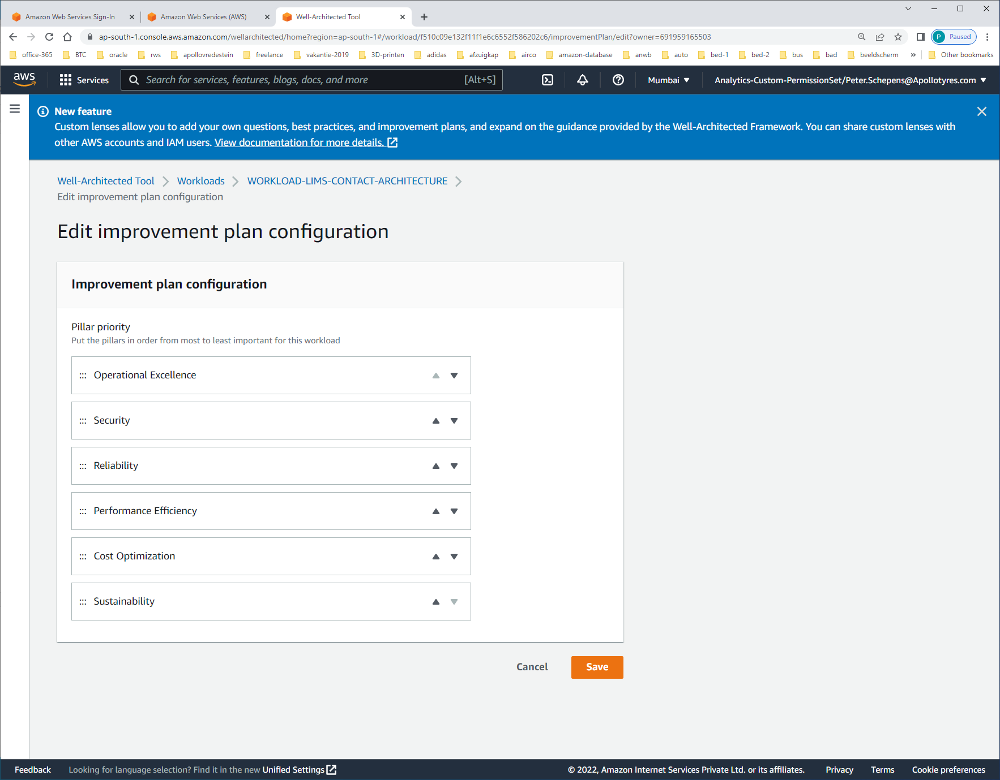 Amazon Web Services Sign-In
Amazon Web Services (AWS)
Well-Architected Tool
ap-south-1.console.aws.amazon.com/wellarchitected/home?region=ap-south-1#/workload/f510c09e132f11f1e6c6552f586202c6/improvementPlan/edit?owner=691959165503
P Paused
office-365 BTC oracle rws apollovredestein freelance vakantie-2019 3D-printen adidas afzuigkap airco amazon-database anwb auto bed-1 bed-2 bus bad beeldscherm » Other bookmarks
aws Services Search for services, features, blogs, docs, and more [Alt+S] Mumbai Analytics-Custom-PermissionSet/Peter.Schepens@Apollotyres.com
New feature
Custom lenses allow you to add your own questions, best practices, and improvement plans, and expand on the guidance provided by the Well-Architected Framework. You can share custom lenses with
other AWS accounts and IAM users. View documentation for more details.
Well-Architected Tool Workloads WORKLOAD-LIMS-CONTACT-ARCHITECTURE
Edit improvement plan configuration
Edit improvement plan configuration
Improvement plan configuration
Pillar priority
Put the pillars in order from most to least important for this workload
Operational Excellence
Security
Reliability
Performance Efficiency
Cost Optimization
Sustainability
Cancel Save
Feedback Looking for language selection? Find it in the new Unified Settings © 2022, Amazon Internet Services Private Ltd. or its affiliates. Privacy Terms Cookie preferences